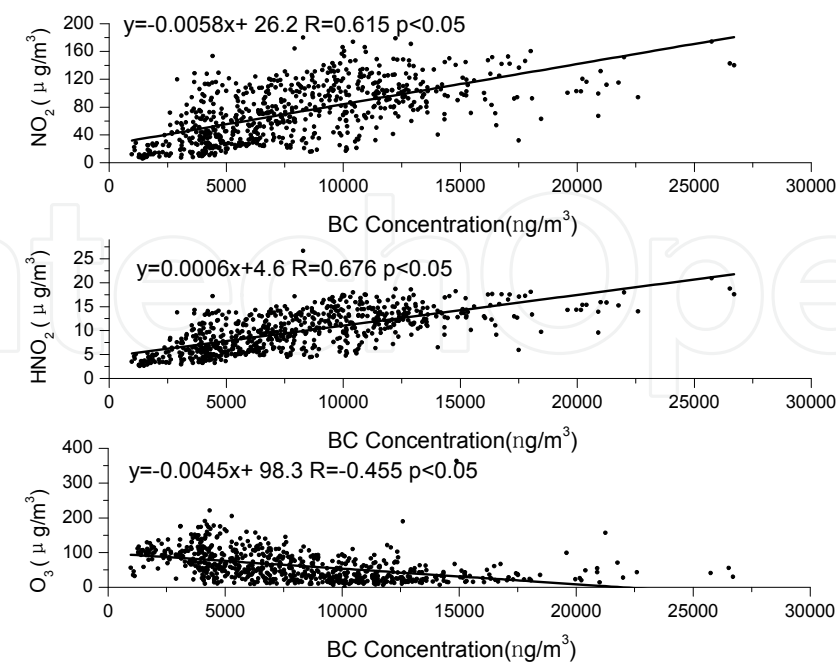 y=-0.0058x+ 26.2 R=0.615 p<0.05
200
160
120
80
40
0
NO2 ( μ g/m3)
0 5000 10000 15000 20000 25000 30000
BC Concentration(ng/m3)
y=0.0006x+4.6 R=0.676 p<0.05
25
20
15
10
5
0
HNO2 ( μ g/m3)
0 5000 10000 15000 20000 25000 30000
BC Concentration(ng/m3)
y=-0.0045x+ 98.3 R=-0.455 p<0.05
400
300
200
100
0
O3 ( μ g/m3)
0 5000 10000 15000 20000 25000 30000
BC Concentration(ng/m3)
ntechOpe